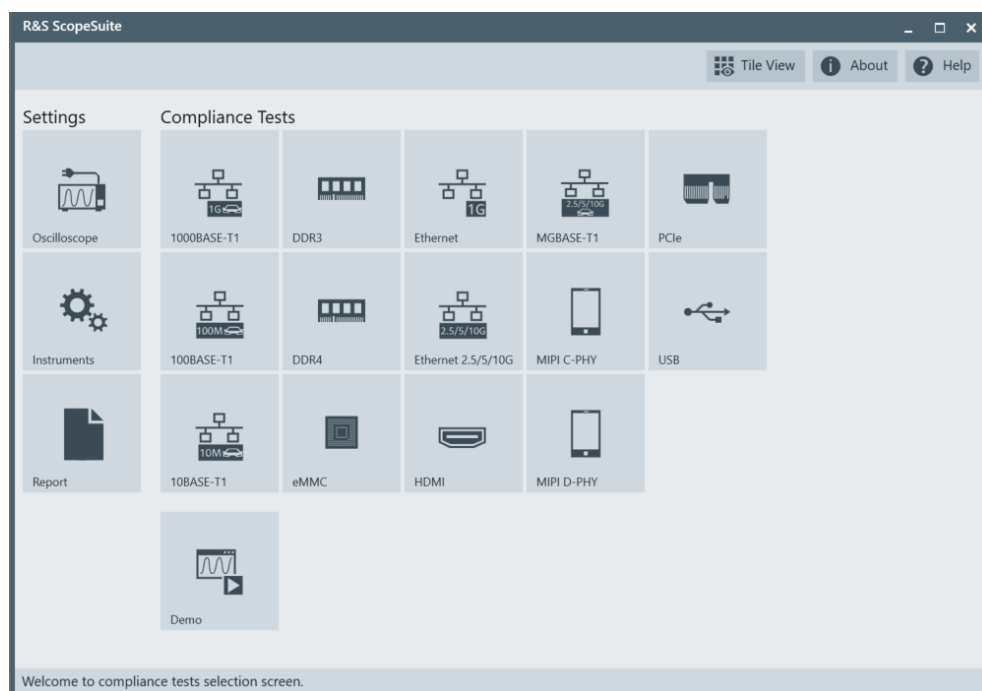 R&S ScopeSuite
Tile View
About
Help
Settings
Compliance Tests
1G
1G
2.5/5/10G
Oscilloscope
1000BASE-T1
DDR3
Ethernet
MGBASE-T1
PCIe
100M
2.5/5/10G
Instruments
100BASE-T1
DDR4
Ethernet 2.5/5/10G
MIPI C-PHY
USB
10M
Report
10BASE-T1
eMMC
HDMI
MIPI D-PHY
Demo
Welcome to compliance tests selection screen.